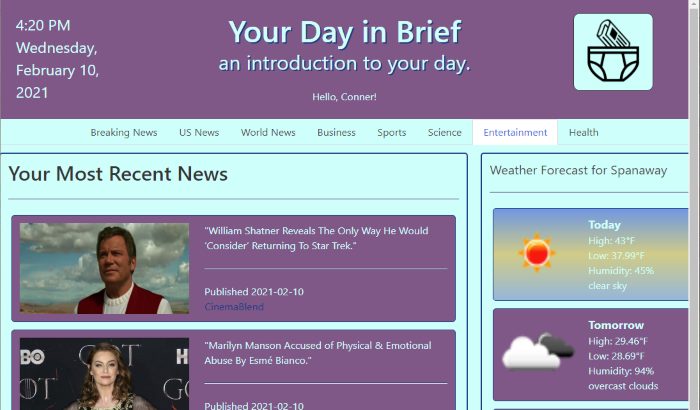 4:20 PM
Wednesday,
February 10,
2021
Your Day in Brief
an introduction to your day.
Hello, Conner!
Breaking News
US News
World News
Business
Sports
Science
Entertainment
Health
Your Most Recent News
"William Shatner Reveals The Only Way He Would
'Consider' Returning To Star Trek."
Published 2021-02-10
CinemaBlend
HBO
GOT
GO
H
"Marilyn Manson Accused of Physical & Emotional
Abuse By Esmé Bianco."
Published 2021-02-10
Weather Forecast for Spanaway
Today
High: 43°F
Low: 37.99°F
Humidity: 45%
clear sky
Tomorrow
High: 29.46°F
Low: 28.69°F
Humidity: 94%
overcast clouds